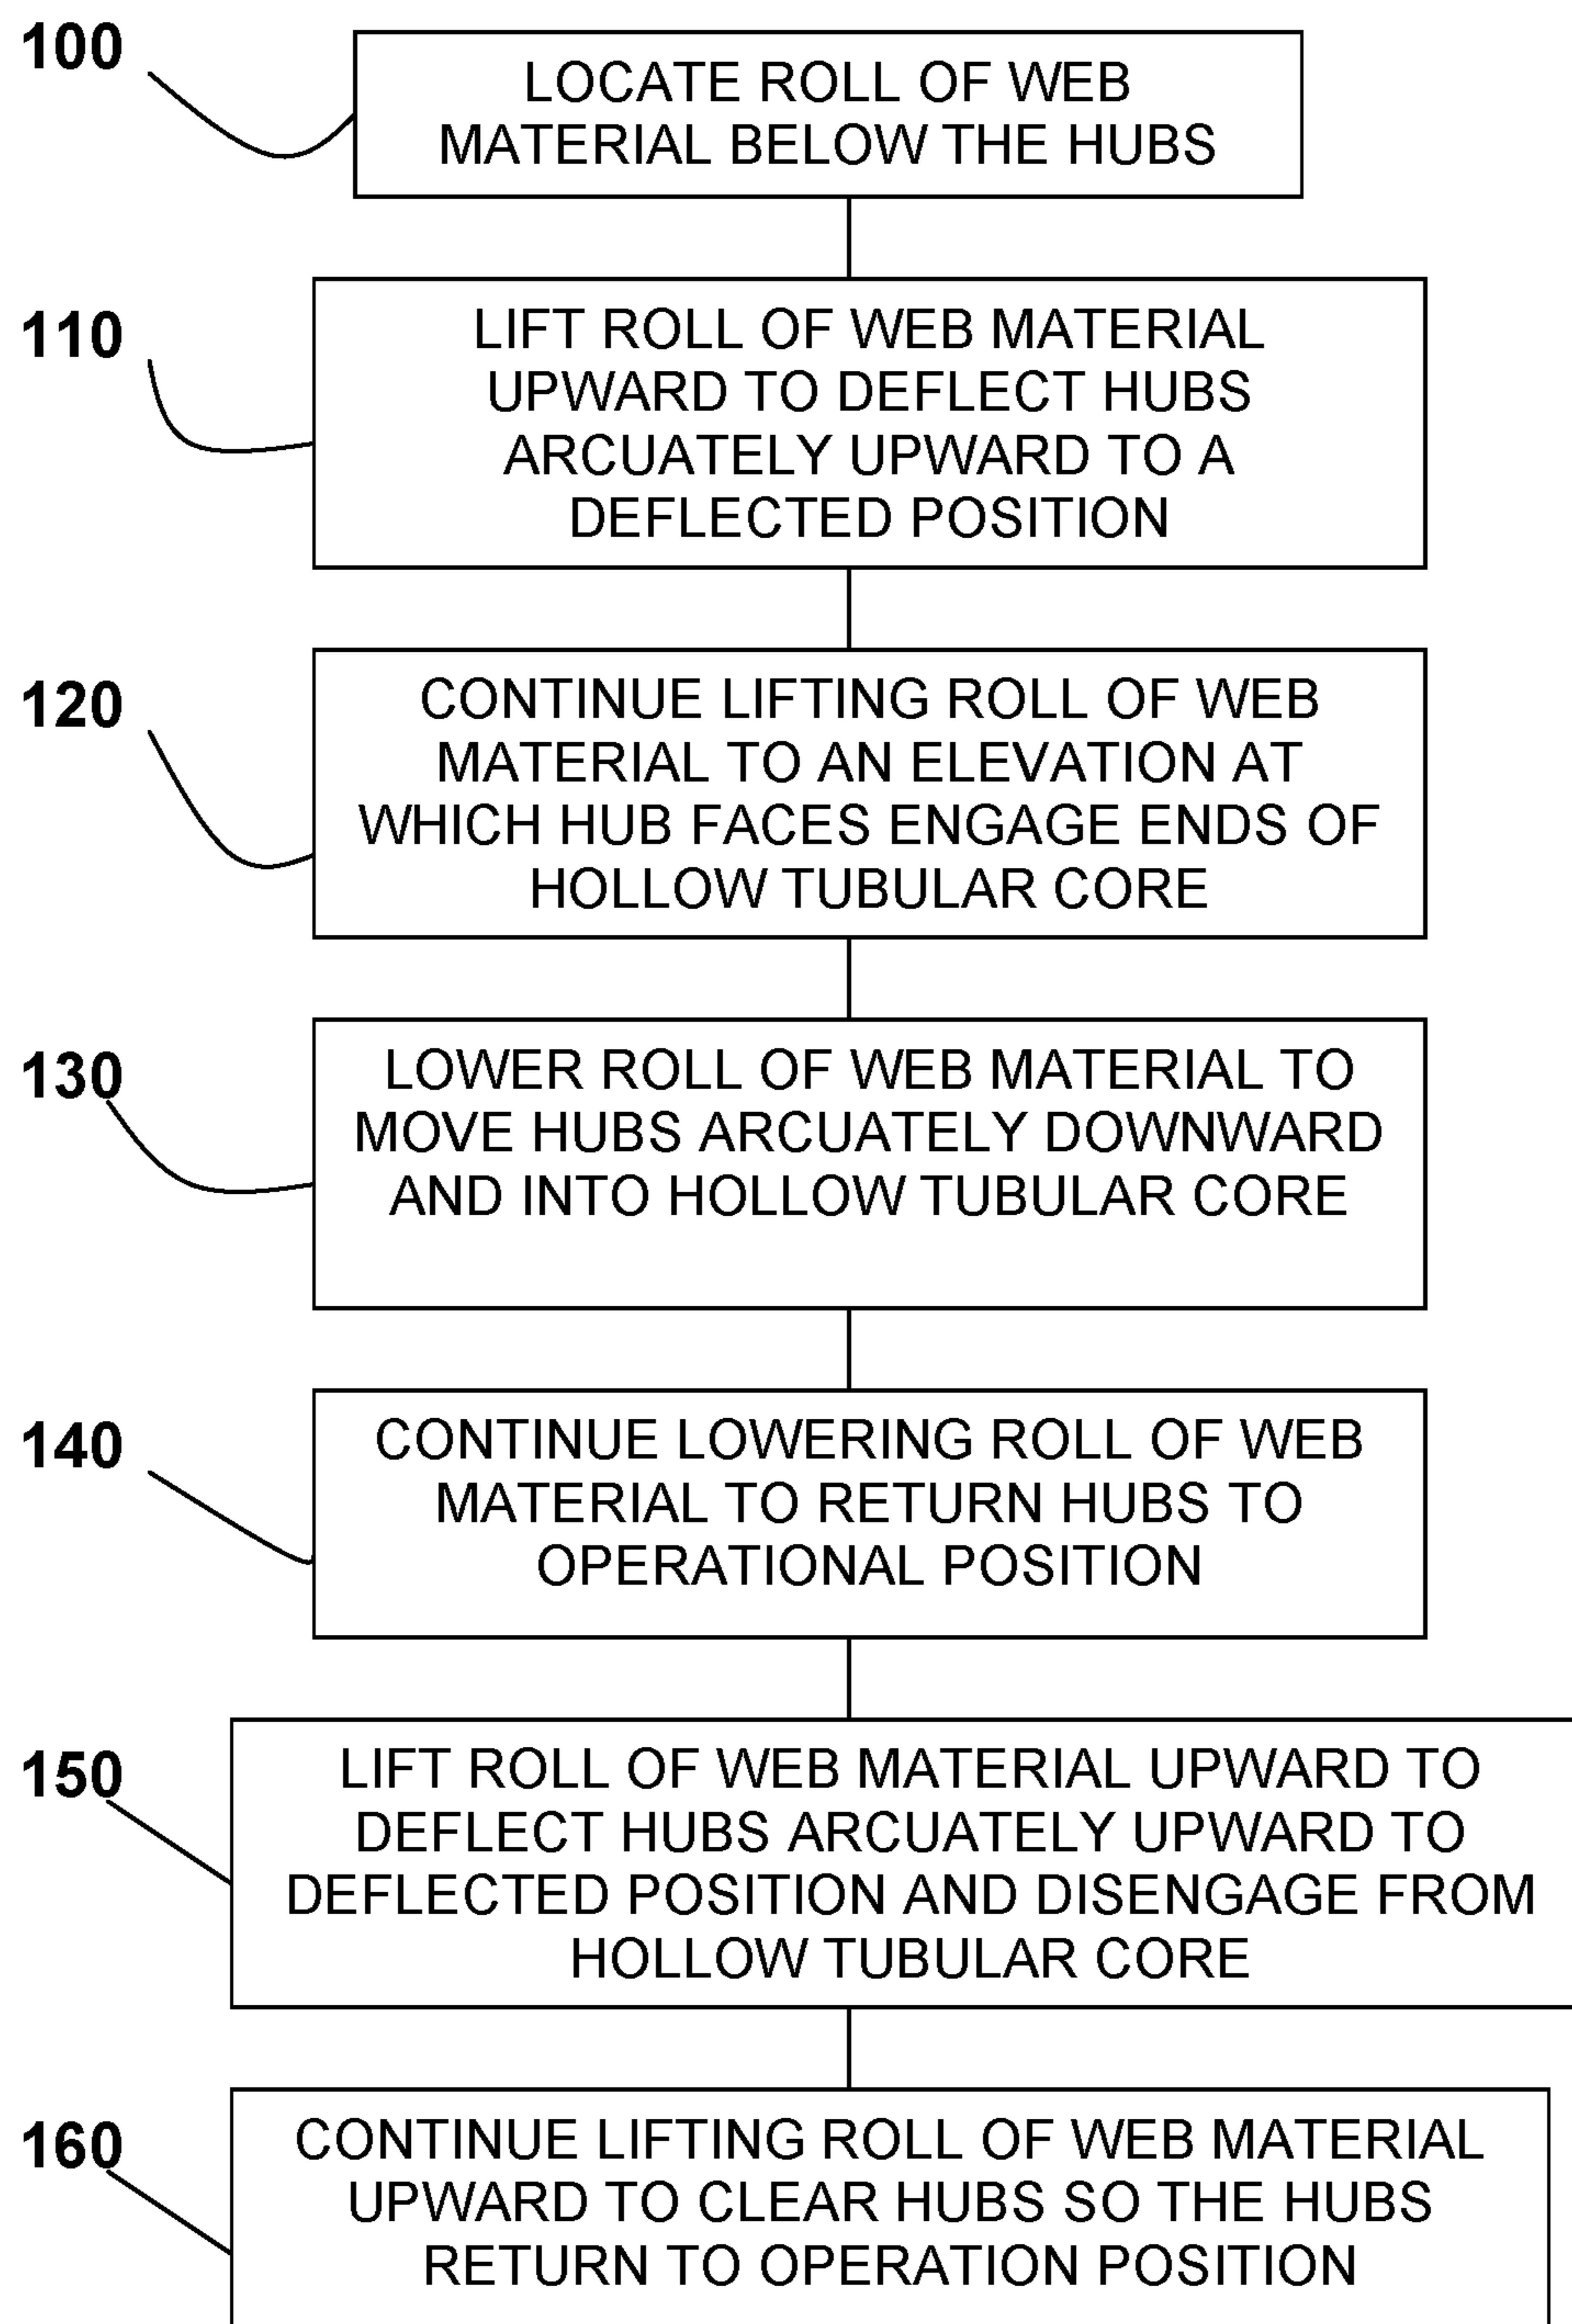 100
LOCATE ROLL OF WEB
MATERIAL BELOW THE HUBS
110
LIFT ROLL OF WEB MATERIAL
UPWARD TO DEFLECT HUBS
ARCUATELY UPWARD TO A
DEFLECTED POSITION
120
CONTINUE LIFTING ROLL OF WEB
MATERIAL TO AN ELEVATION AT
WHICH HUB FACES ENGAGE ENDS OF
HOLLOW TUBULAR CORE
130
LOWER ROLL OF WEB MATERIAL TO
MOVE HUBS ARCUATELY DOWNWARD
AND INTO HOLLOW TUBULAR CORE
140
CONTINUE LOWERING ROLL OF WEB
MATERIAL TO RETURN HUBS TO
OPERATIONAL POSITION
150
LIFT ROLL OF WEB MATERIAL UPWARD TO
DEFLECT HUBS ARCUATELY UPWARD TO
DEFLECTED POSITION AND DISENGAGE FROM
HOLLOW TUBULAR CORE
160
CONTINUE LIFTING ROLL OF WEB MATERIAL
UPWARD TO CLEAR HUBS SO THE HUBS
RETURN TO OPERATION POSITION